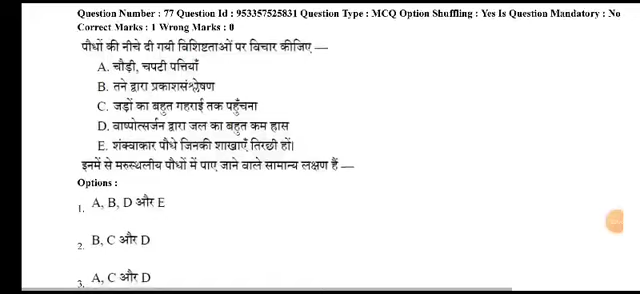 Question Number : 77 Question Id : 953357525831 Question Type : MCQ Option Shuffling : Yes Is Question Mandatory : No
Correct Marks : 1 Wrong Marks : 0
पौधों की नीचे दी गयी विशिष्टताओं पर विचार कीजिए —
A. चौड़ी, चपटी पत्तियाँ
B. तने द्वारा प्रकाशसंश्लेषण
C. जड़ों का बहुत गहराई तक पहुँचना
D. वाष्पोत्सर्जन द्वारा जल का बहुत कम ह्रास
E. शंक्वाकार पौधे जिनकी शाखाएँ तिरछी हों।
इनमें से मरुस्थलीय पौधों में पाए जाने वाले सामान्य लक्षण हैं —
Options :
1. A, B, D और E
2. B, C और D
3. A, C और D